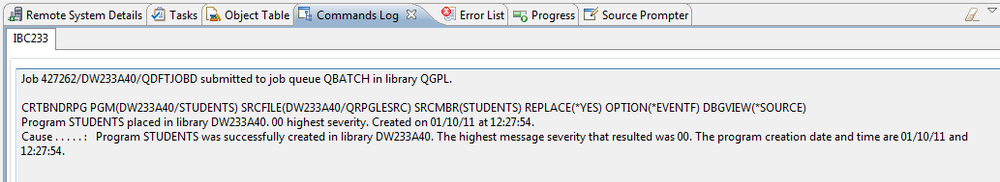 Remote System Details Tasks Object Table Commands Log Error List Progress Source Prompter
IBC233
Job 427262/DW233A40/QDFTJOBD submitted to job queue QBATCH in library QGPL.
CRTBNDRPG PGM(DW233A40/STUDENTS) SRCFILE(DW233A40/QRPGLESRC) SRCMBR(STUDENTS) REPLACE(*YES) OPTION(*EVENTF) DBGVIEW(*SOURCE)
Program STUDENTS placed in library DW233A40. 00 highest severity. Created on 01/10/11 at 12:27:54.
Cause . . . . . :   Program STUDENTS was successfully created in library DW233A40. The highest message severity that resulted was 00. The program creation date and time are 01/10/11 and
12:27:54.